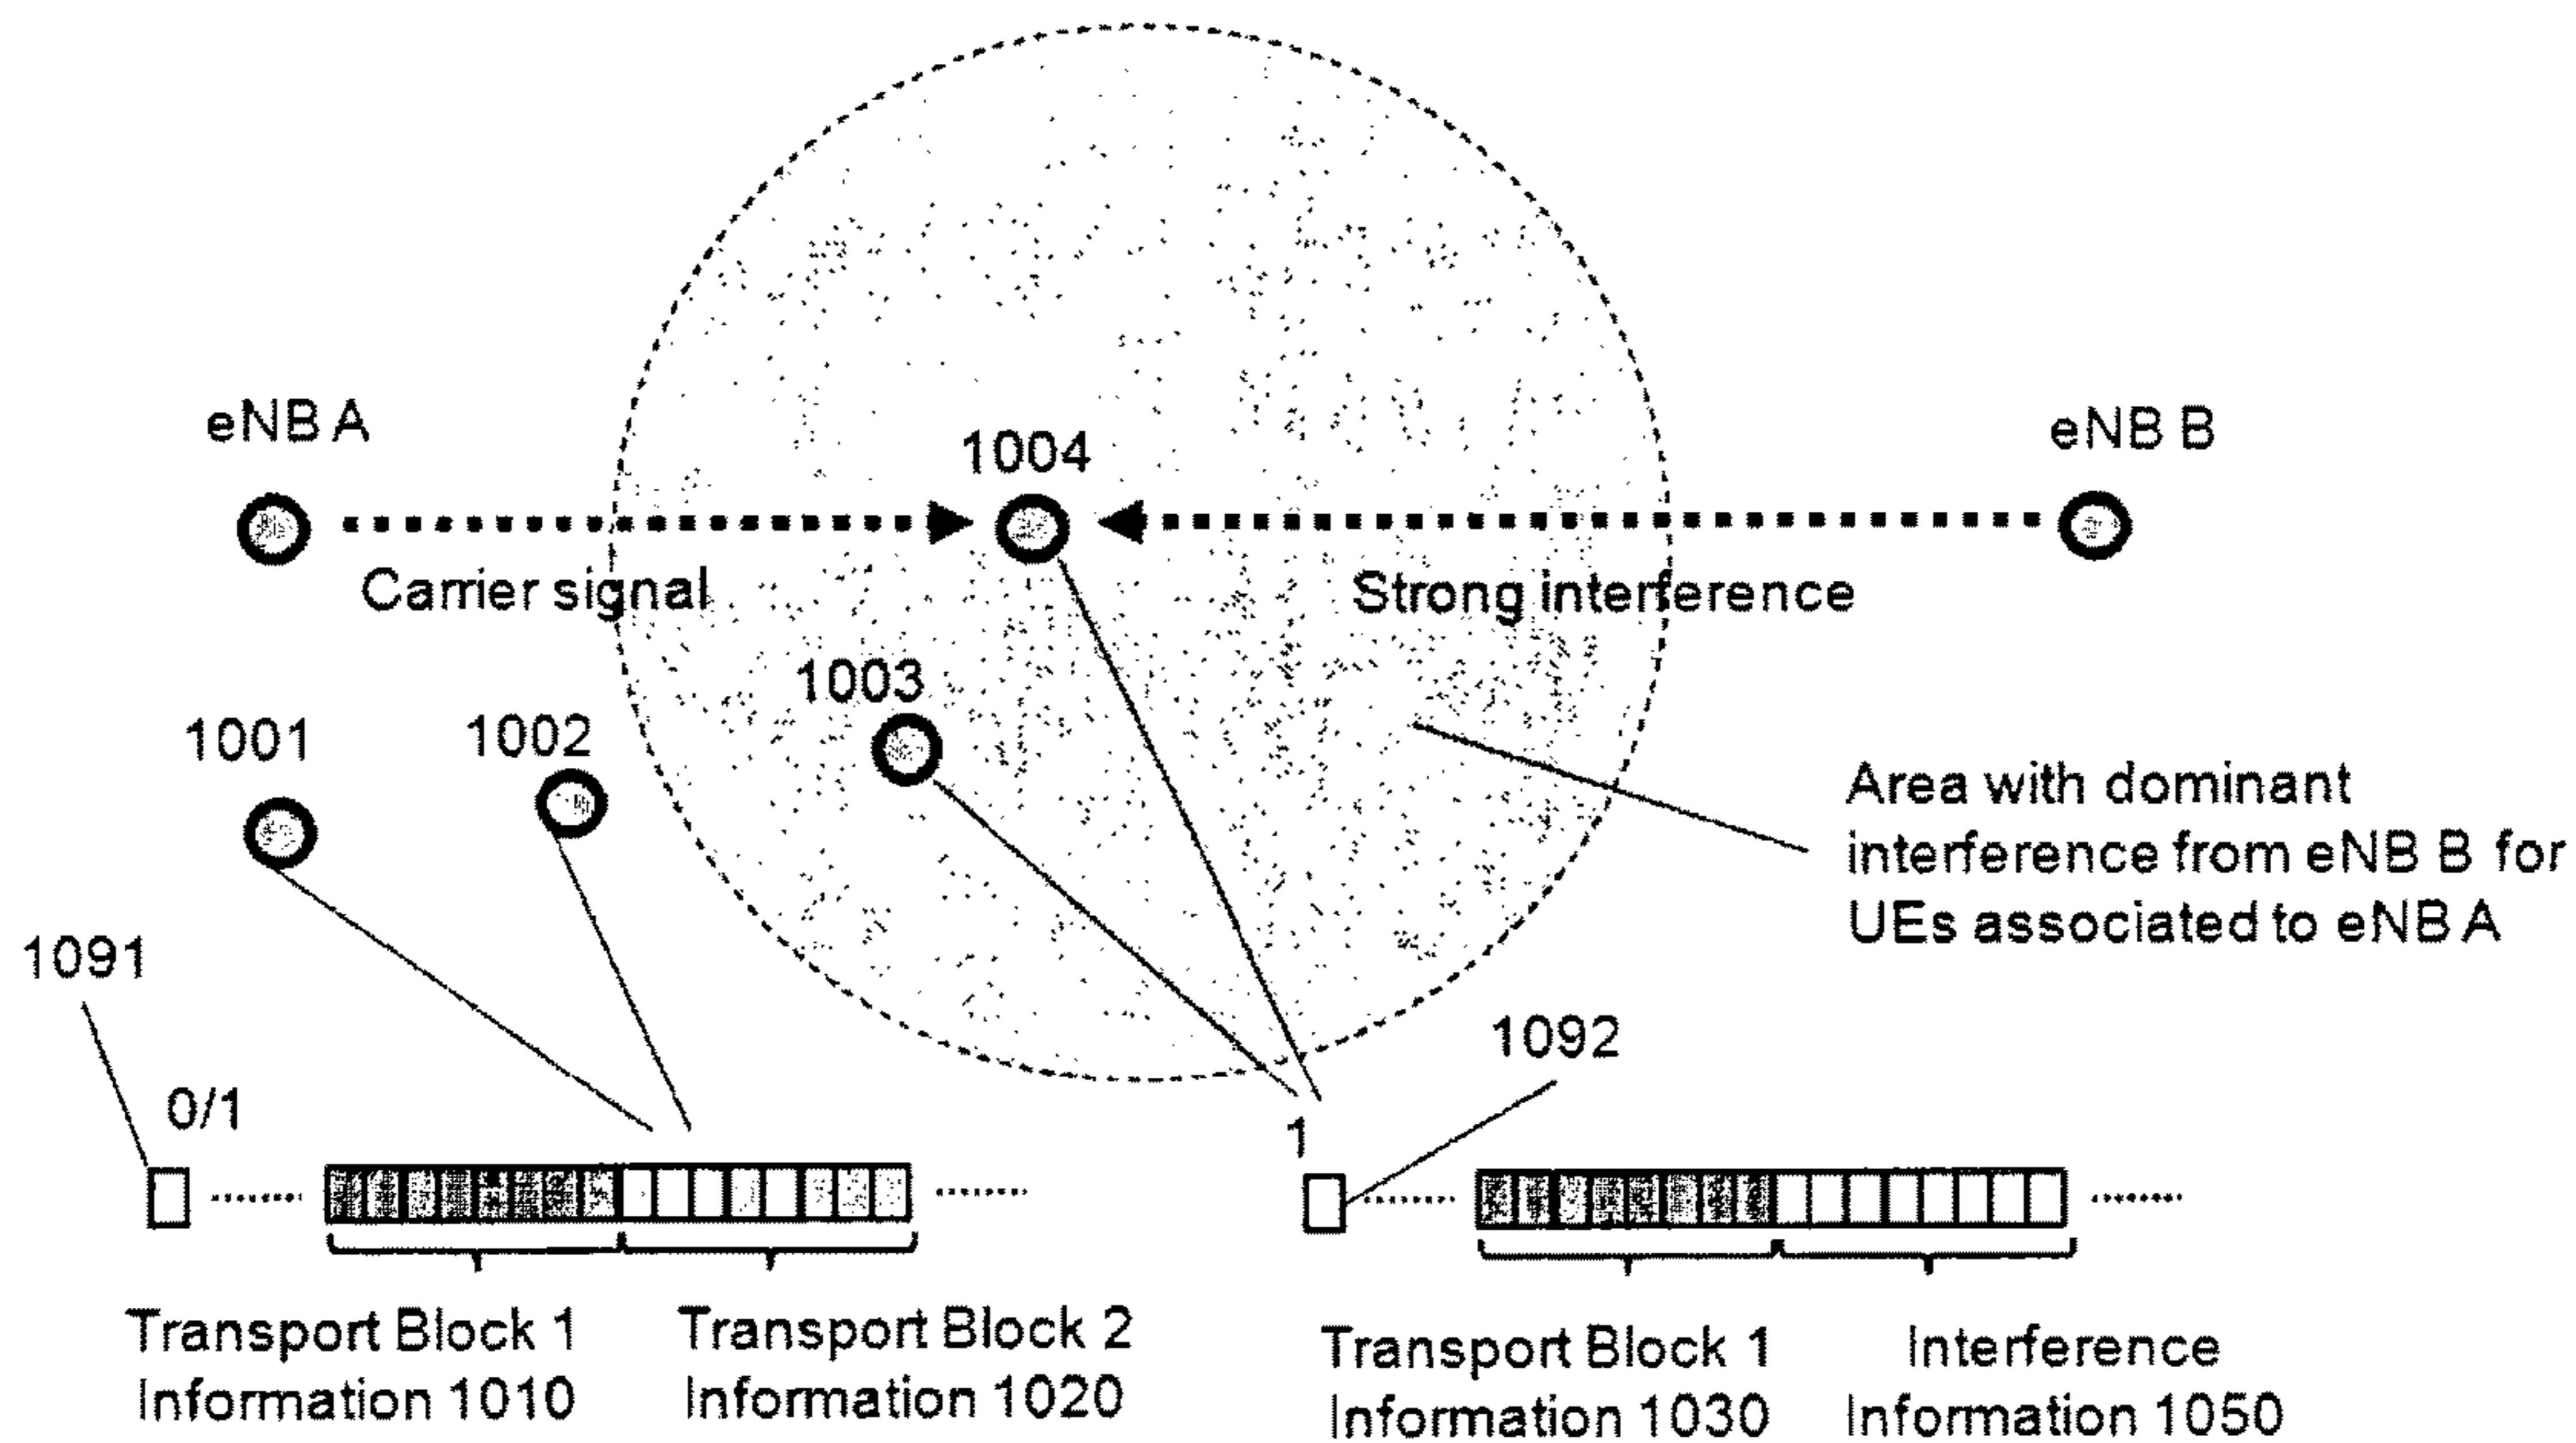 eNB A
eNB B
1004
Carrier signal
Strong interference
1003
1001
1002
Area with dominant
interference from eNB B for
UEs associated to eNB A
1091
1092
0/1
1
Transport Block 1
Information 1010
Transport Block 2
Information 1020
Transport Block 1
Information 1030
Interference
Information 1050